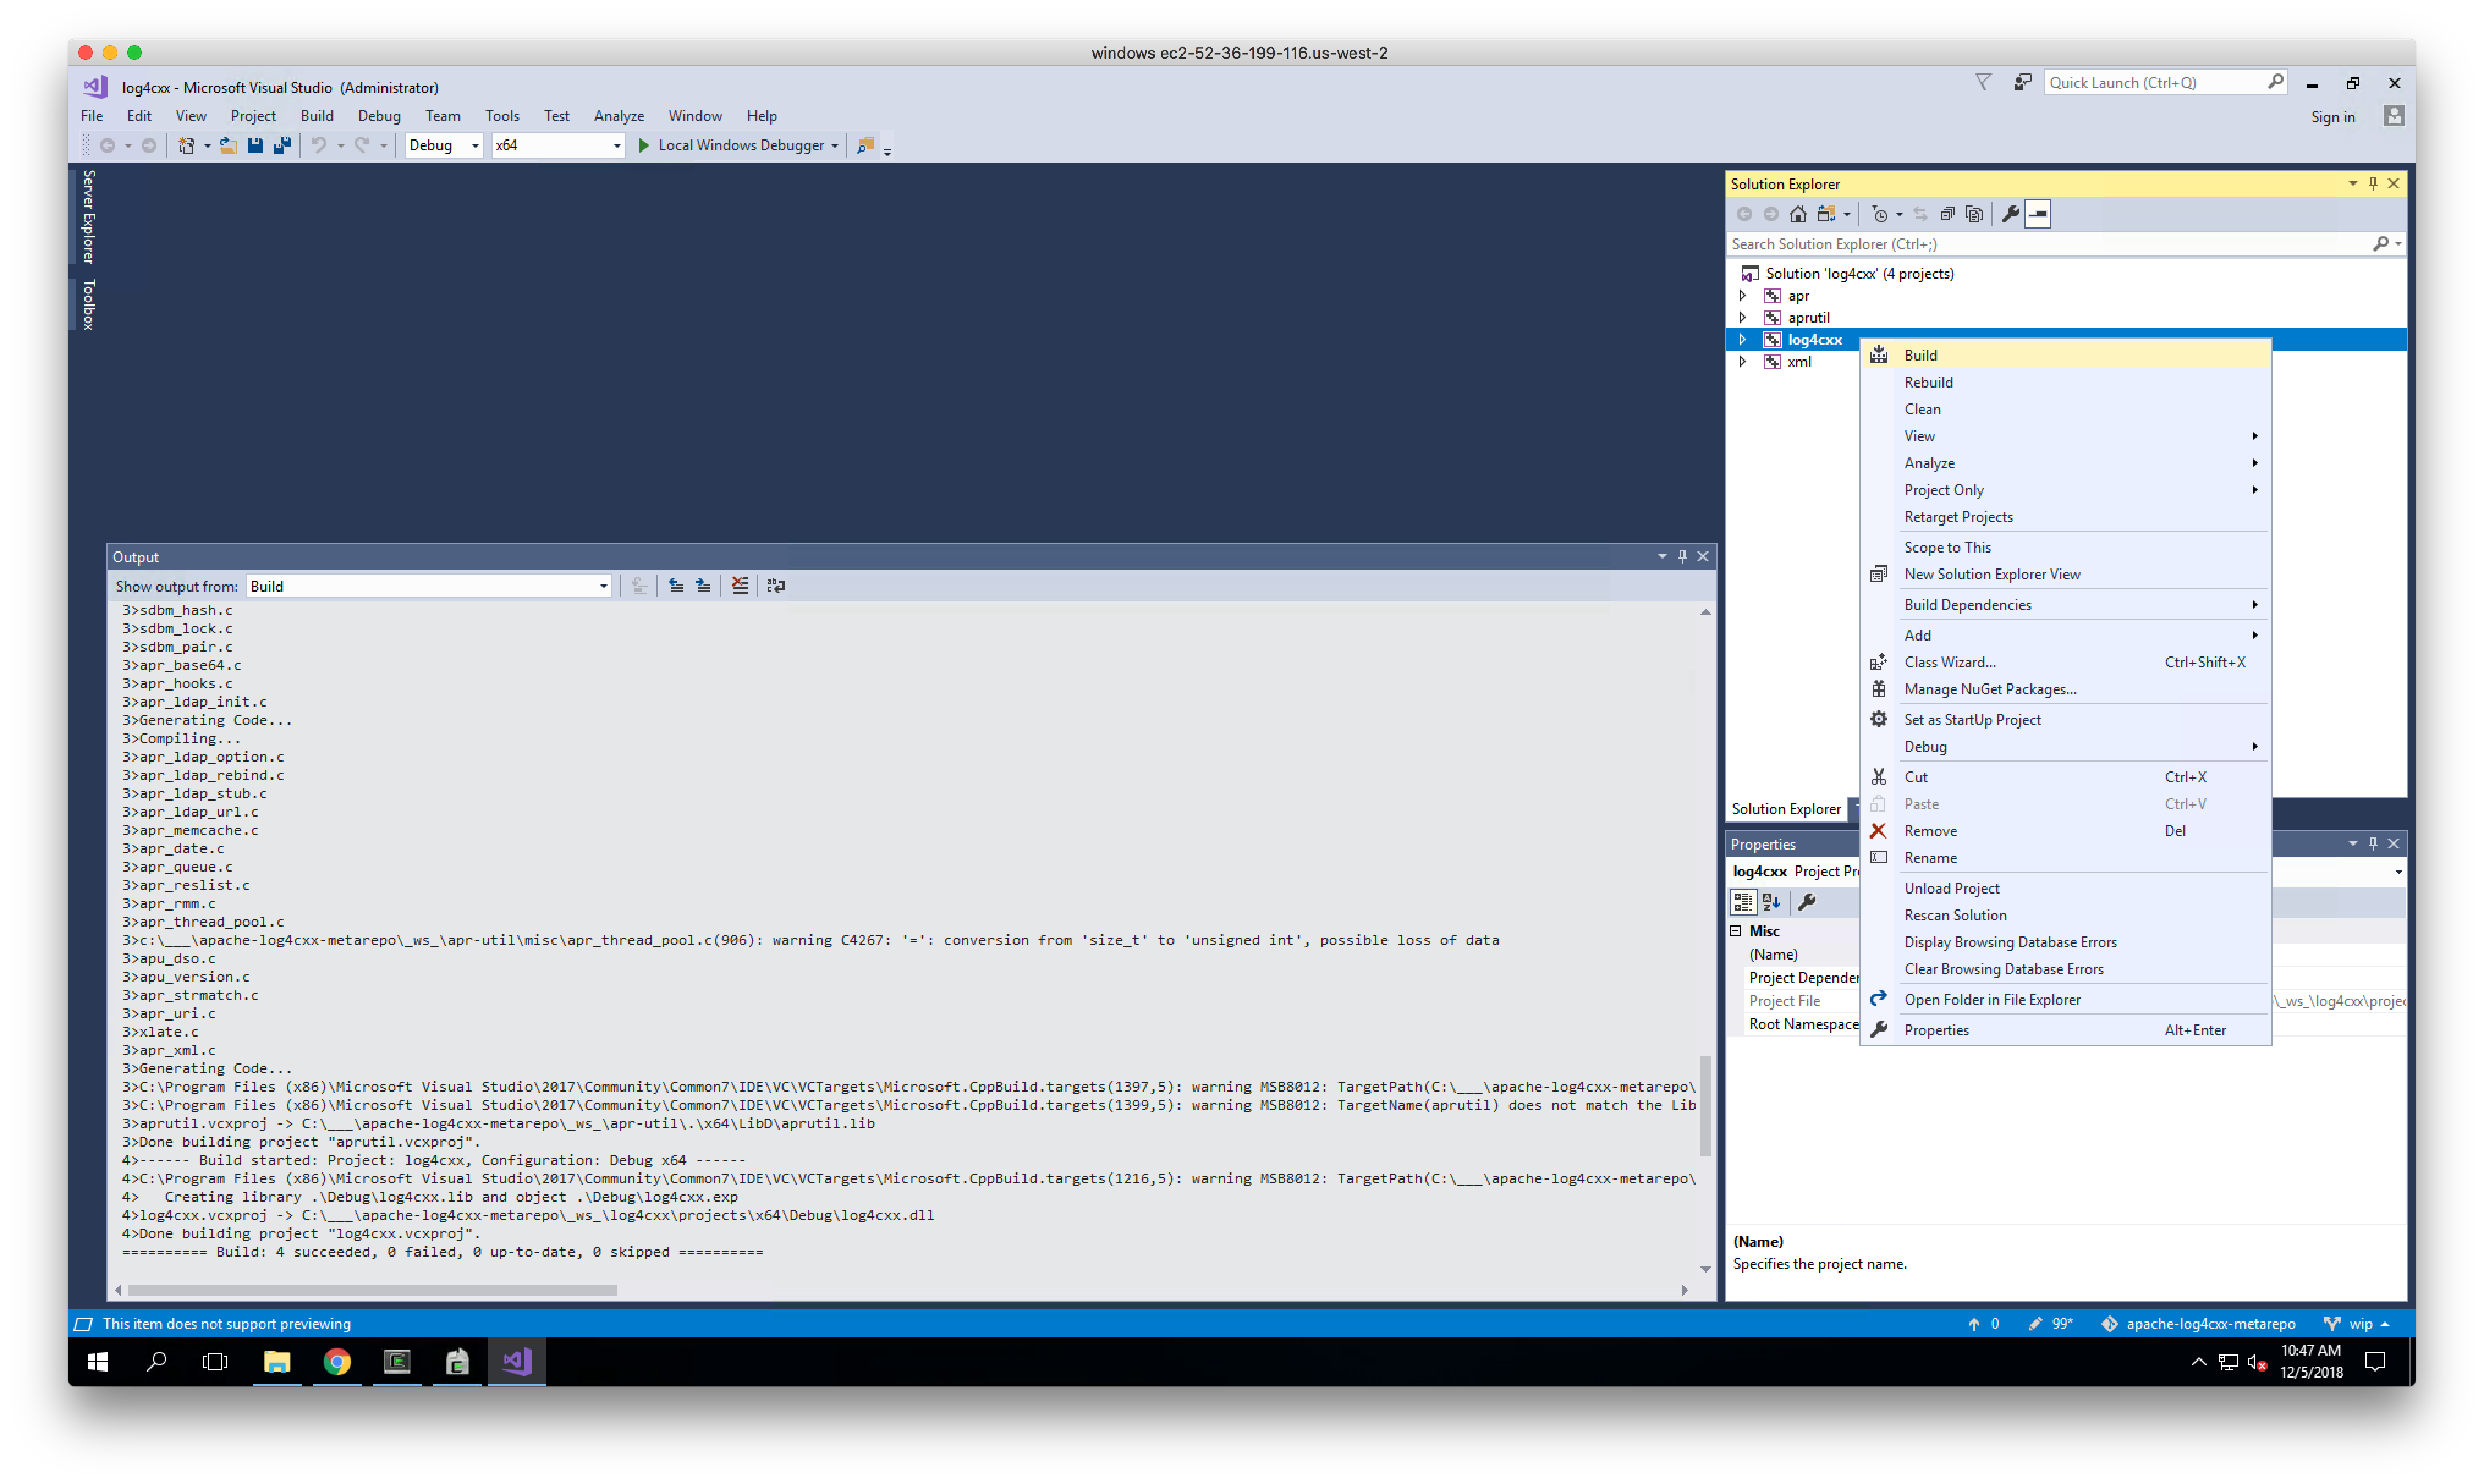 windows ec2-52-36-199-116.us-west-2
log4cxx - Microsoft Visual Studio (Administrator)
Quick Launch (Ctrl+Q)
File Edit View Project Build Debug Team Tools Test Analyze Window Help
Sign in
Debug x64 Local Windows Debugger
Server Explorer
Toolbox
Solution Explorer
Search Solution Explorer (Ctrl+;)
Solution 'log4cxx' (4 projects)
apr
aprutil
log4cxx
xml
Build
Rebuild
Clean
View
Analyze
Project Only
Retarget Projects
Scope to This
New Solution Explorer View
Build Dependencies
Add
Class Wizard... Ctrl+Shift+X
Manage NuGet Packages...
Set as StartUp Project
Debug
Cut Ctrl+X
Paste Ctrl+V
Remove Del
Rename
Unload Project
Rescan Solution
Display Browsing Database Errors
Clear Browsing Database Errors
Open Folder in File Explorer
Properties Alt+Enter
Output
Show output from: Build
3>sdbm_hash.c
3>sdbm_lock.c
3>sdbm_pair.c
3>apr_base64.c
3>apr_hooks.c
3>apr_ldap_init.c
3>Generating Code...
3>Compiling...
3>apr_ldap_option.c
3>apr_ldap_rebind.c
3>apr_ldap_stub.c
3>apr_ldap_url.c
3>apr_memcache.c
3>apr_date.c
3>apr_queue.c
3>apr_reslist.c
3>apr_rmm.c
3>apr_thread_pool.c
3>c:\___\apache-log4cxx-metarepo\_ws_\apr-util\misc\apr_thread_pool.c(906): warning C4267: '=': conversion from 'size_t' to 'unsigned int', possible loss of data
3>apu_dso.c
3>apu_version.c
3>apr_strmatch.c
3>apr_uri.c
3>xlate.c
3>apr_xml.c
3>Generating Code...
3>C:\Program Files (x86)\Microsoft Visual Studio\2017\Community\Common7\IDE\VC\VCTargets\Microsoft.CppBuild.targets(1397,5): warning MSB8012: TargetPath(C:\___\apache-log4cxx-metarepo\
3>C:\Program Files (x86)\Microsoft Visual Studio\2017\Community\Common7\IDE\VC\VCTargets\Microsoft.CppBuild.targets(1399,5): warning MSB8012: TargetName(aprutil) does not match the Lib
3>aprutil.vcxproj -> C:\___\apache-log4cxx-metarepo\_ws_\apr-util\.\x64\LibD\aprutil.lib
3>Done building project "aprutil.vcxproj".
4>------ Build started: Project: log4cxx, Configuration: Debug x64 ------
4>C:\Program Files (x86)\Microsoft Visual Studio\2017\Community\Common7\IDE\VC\VCTargets\Microsoft.CppBuild.targets(1216,5): warning MSB8012: TargetPath(C:\___\apache-log4cxx-metarepo\
4>   Creating library .\Debug\log4cxx.lib and object .\Debug\log4cxx.exp
4>log4cxx.vcxproj -> C:\___\apache-log4cxx-metarepo\_ws_\log4cxx\projects\x64\Debug\log4cxx.dll
4>Done building project "log4cxx.vcxproj".
========== Build: 4 succeeded, 0 failed, 0 up-to-date, 0 skipped ==========
Solution Explorer
Properties
log4cxx Project Pr
Misc
(Name)
Project Depender
Project File \_ws_\log4cxx\projec
Root Namespace
(Name)
Specifies the project name.
This item does not support previewing
0 99* apache-log4cxx-metarepo wip
10:47 AM
12/5/2018